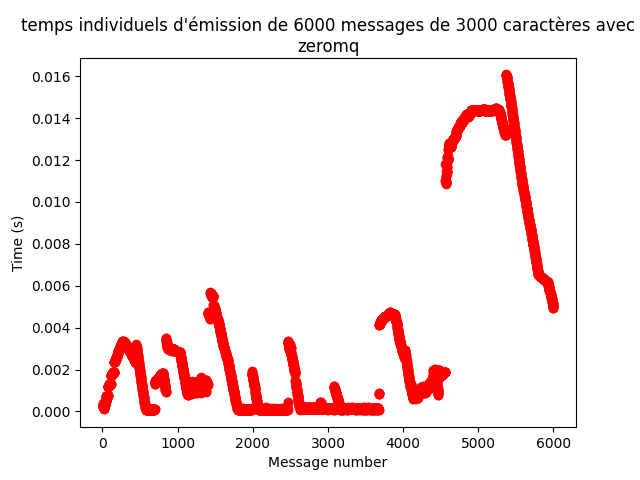 temps individuels d'émission de 6000 messages de 3000 caractères avec
zeromq
0.016
0.014
0.012
0.010
0.008
0.006
0.004
0.002
0.000
Time (s)
0 1000 2000 3000 4000 5000 6000
Message number